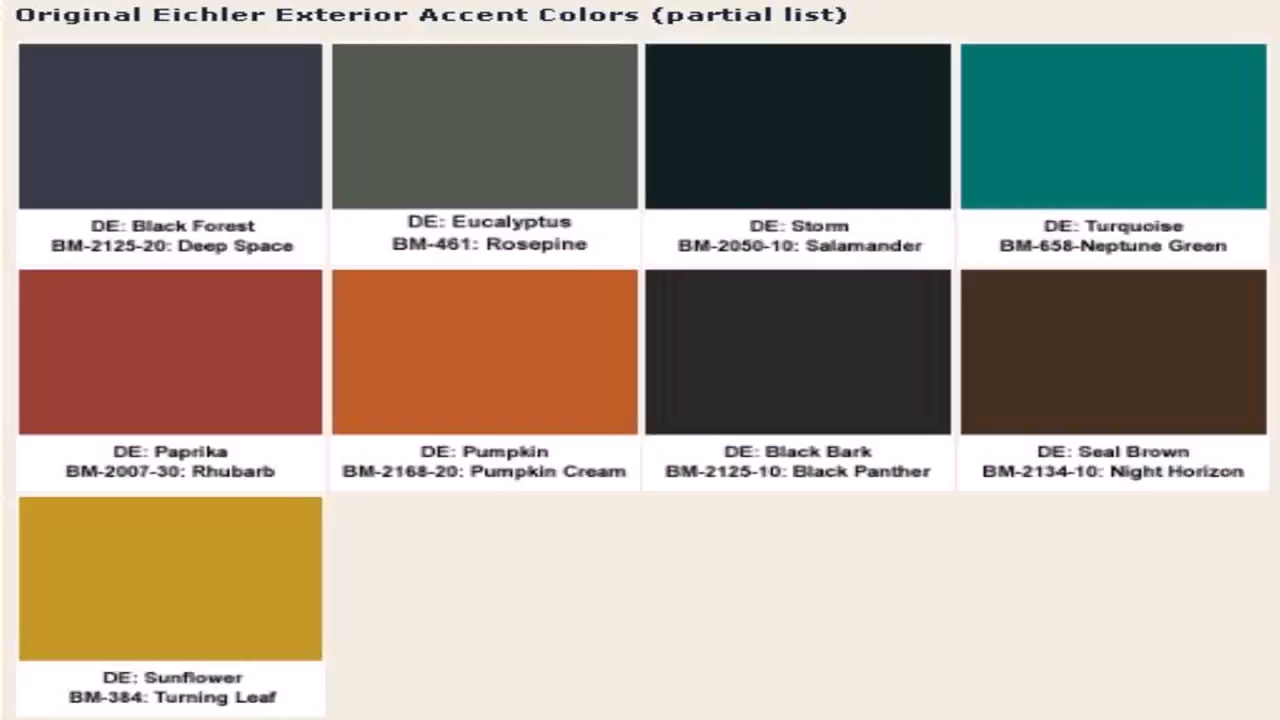 Original Eichler Exterior Accent Colors (partial list)
DE: Black Forest
BM-2125-20: Deep Space
DE: Eucalyptus
BM-461: Rosepine
DE: Storm
BM-2050-10: Salamander
DE: Turquoise
BM-658-Neptune Green
DE: Paprika
BM-2007-30: Rhubarb
DE: Pumpkin
BM-2168-20: Pumpkin Cream
DE: Black Bark
BM-2125-10: Black Panther
DE: Seal Brown
BM-2134-10: Night Horizon
DE: Sunflower
BM-384: Turning Leaf